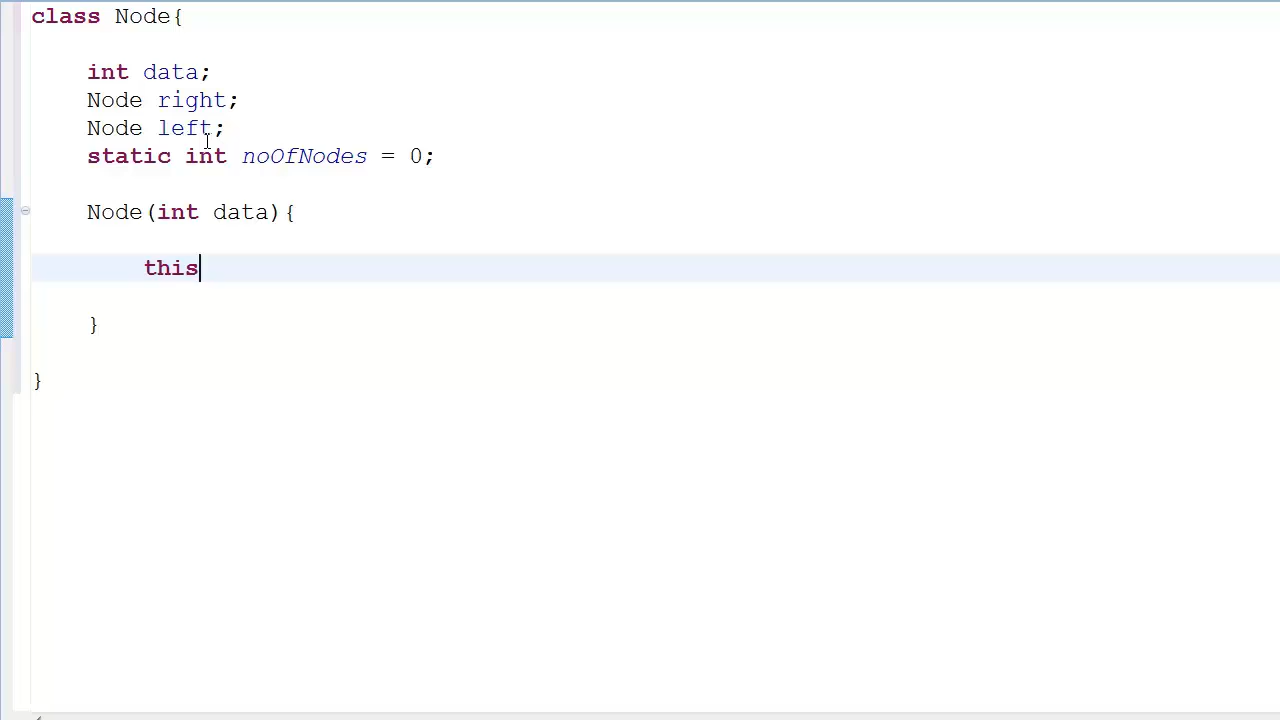 class Node{
int data;
Node right;
Node left;
static int noOfNodes = 0;
Node(int data){
this
}
}